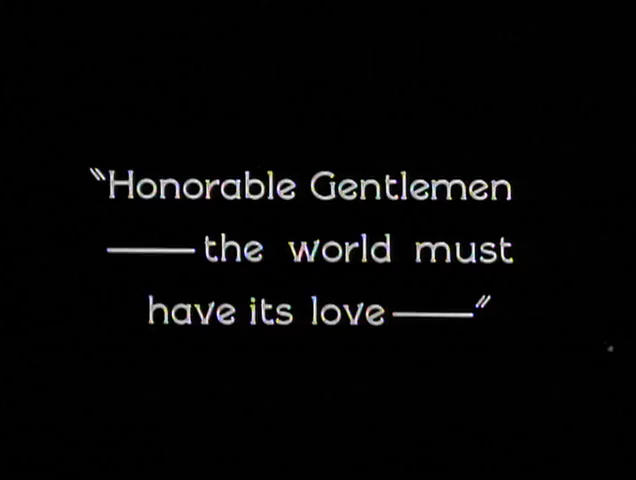 "Honorable Gentlemen
——the world must
have its love——"